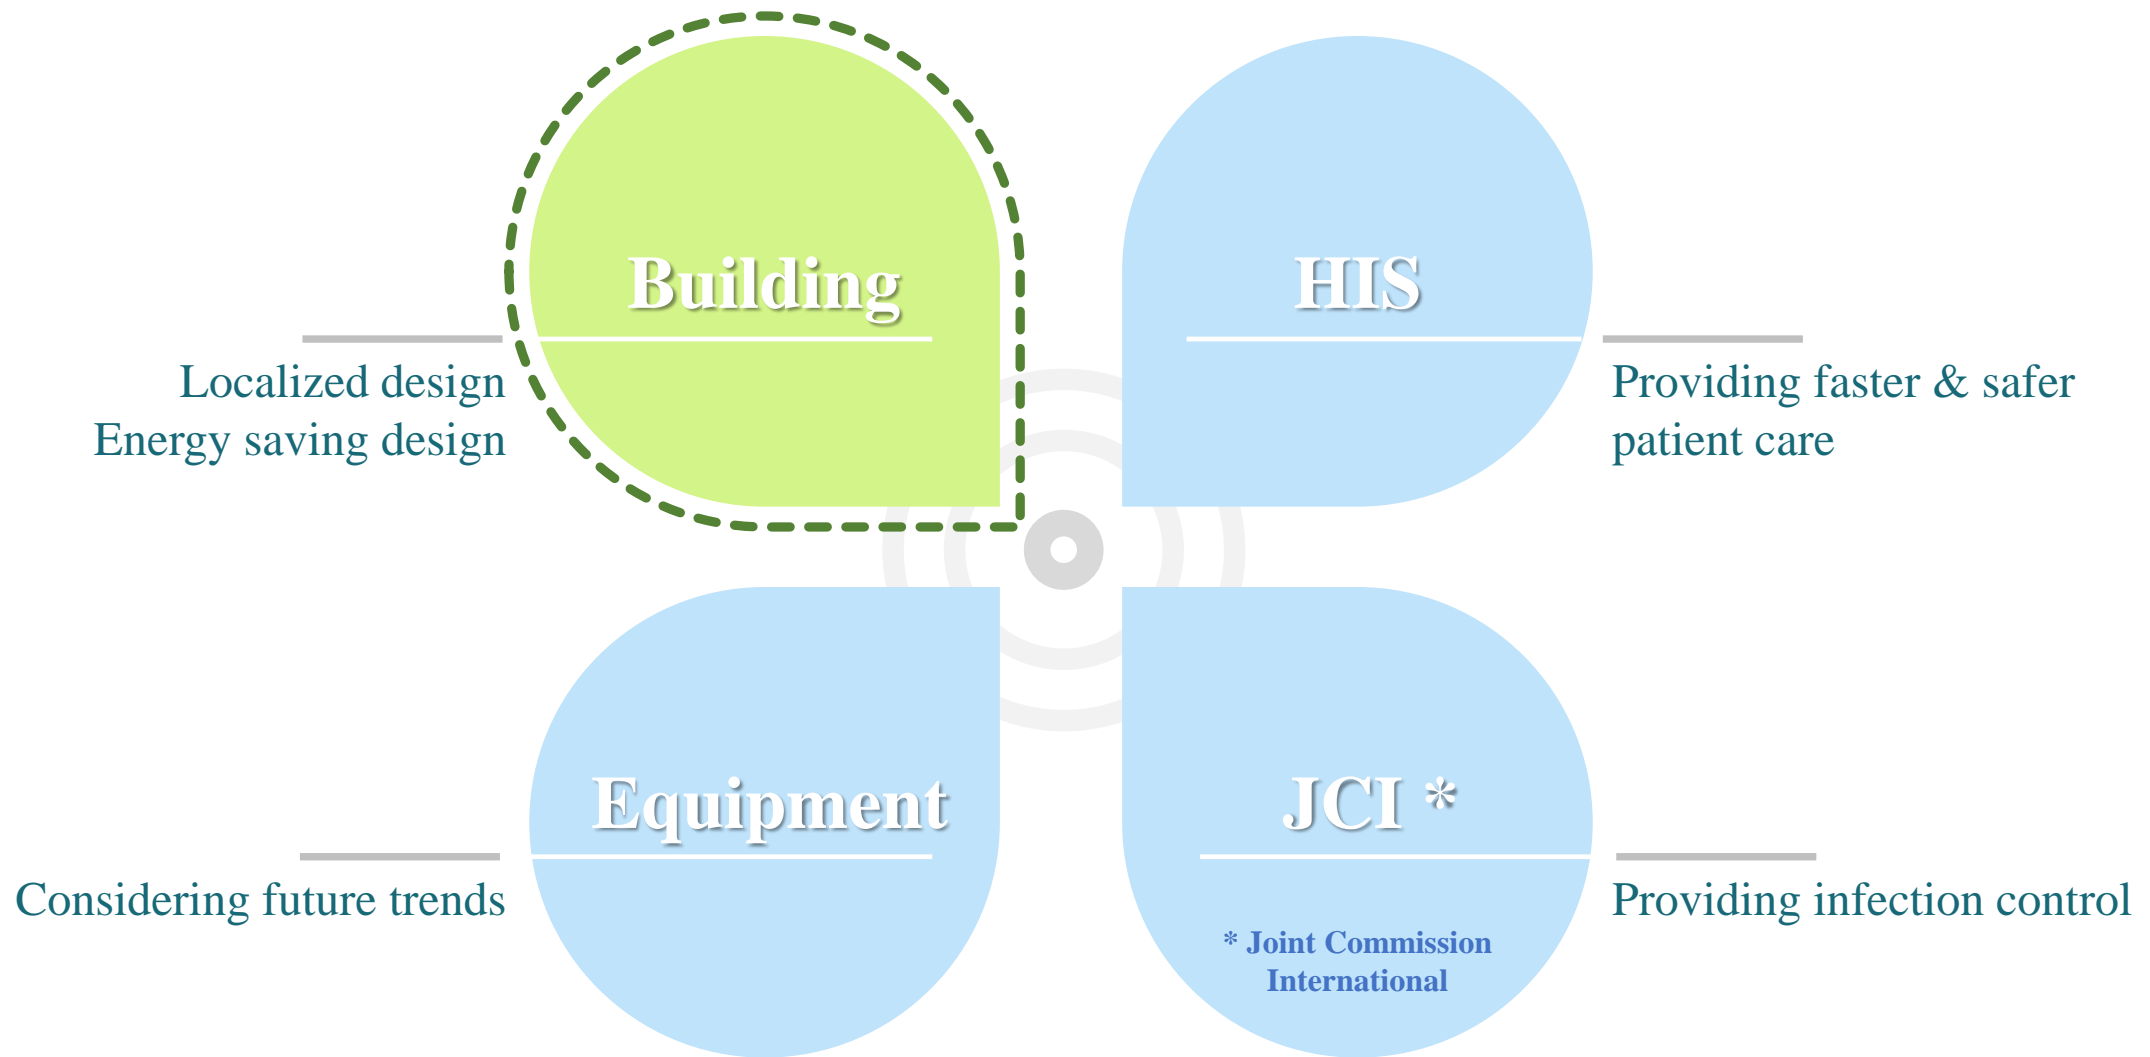 Building
Localized design
Energy saving design
HIS
Providing faster & safer
patient care
Equipment
Considering future trends
JCI *
* Joint Commission
International
Providing infection control